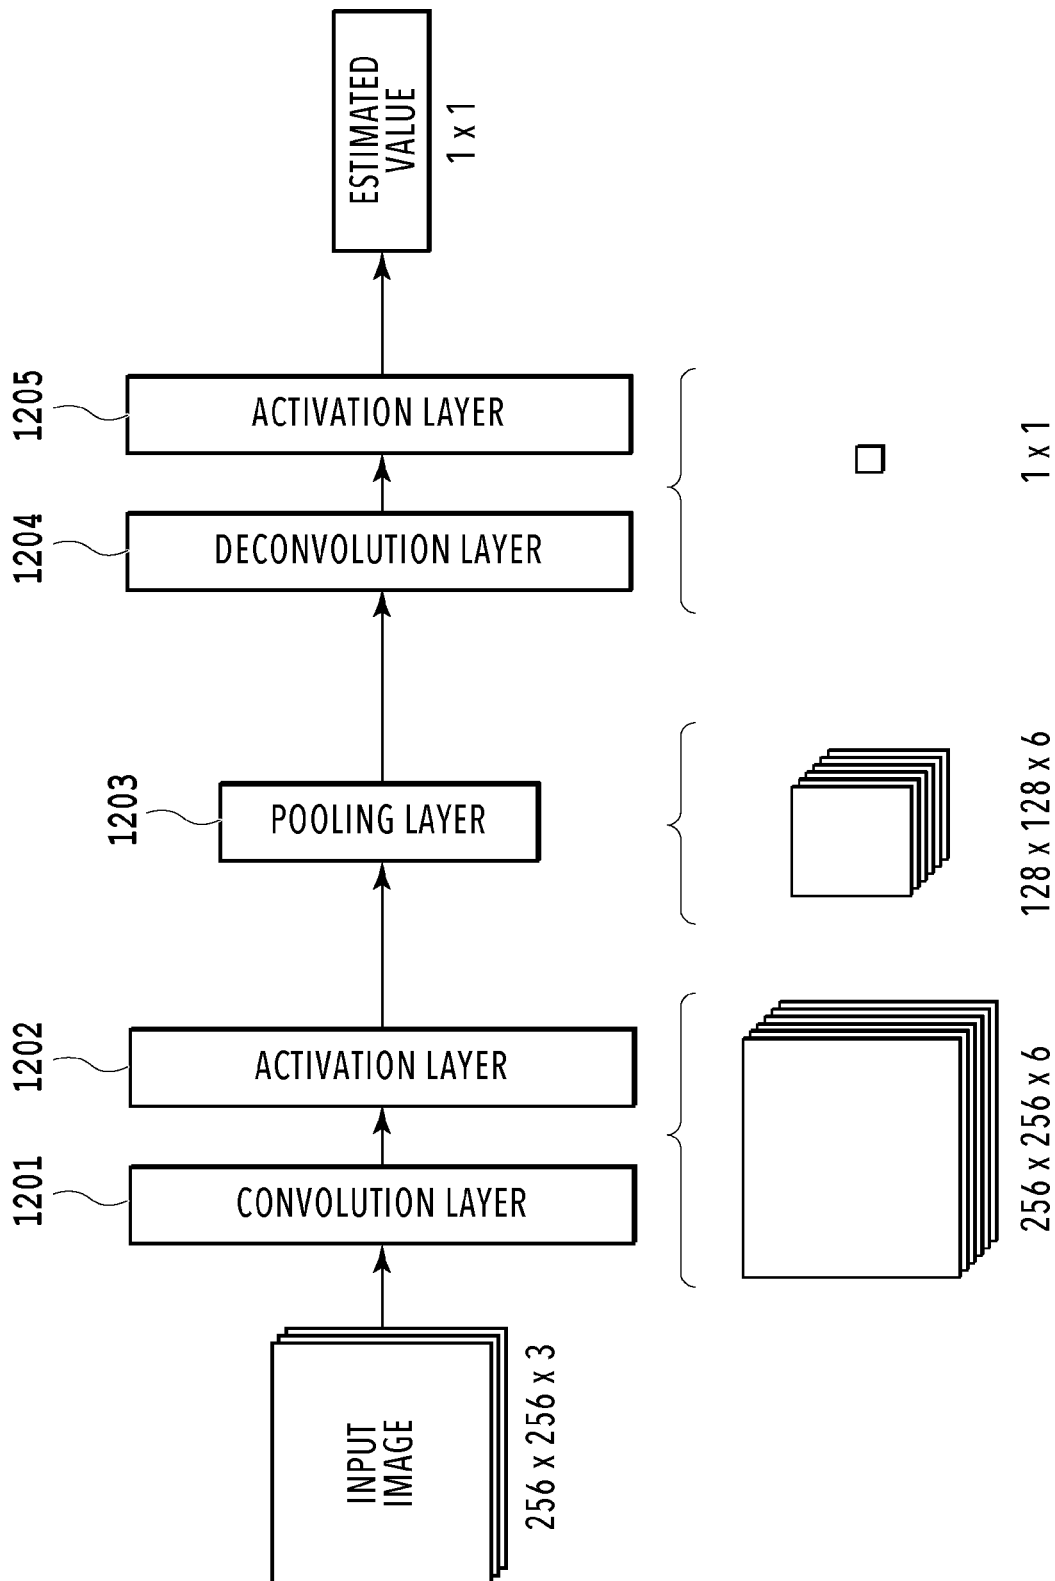 1201
1202
1203
1204
1205
INPUT
IMAGE
256 x 256 x 3
CONVOLUTION LAYER
ACTIVATION LAYER
POOLING LAYER
DECONVOLUTION LAYER
ACTIVATION LAYER
ESTIMATED
VALUE
1 x 1
256 x 256 x 6
128 x 128 x 6
1 x 1